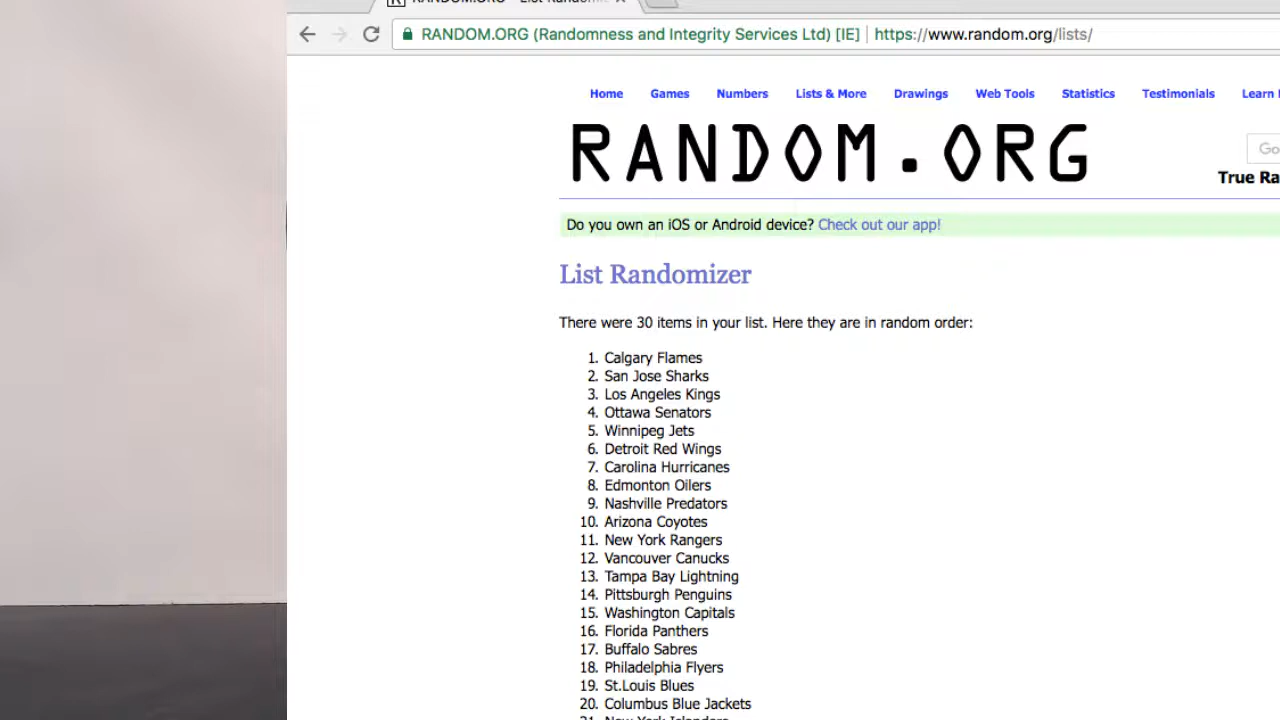 RANDOM.ORG (Randomness and Integrity Services Ltd) [IE] | https://www.random.org/lists/
Home Games Numbers Lists & More Drawings Web Tools Statistics Testimonials Learn
RANDOM.ORG
Go
True Ra
Do you own an iOS or Android device? Check out our app!
List Randomizer
There were 30 items in your list. Here they are in random order:
1. Calgary Flames
2. San Jose Sharks
3. Los Angeles Kings
4. Ottawa Senators
5. Winnipeg Jets
6. Detroit Red Wings
7. Carolina Hurricanes
8. Edmonton Oilers
9. Nashville Predators
10. Arizona Coyotes
11. New York Rangers
12. Vancouver Canucks
13. Tampa Bay Lightning
14. Pittsburgh Penguins
15. Washington Capitals
16. Florida Panthers
17. Buffalo Sabres
18. Philadelphia Flyers
19. St.Louis Blues
20. Columbus Blue Jackets
21. New York Islanders